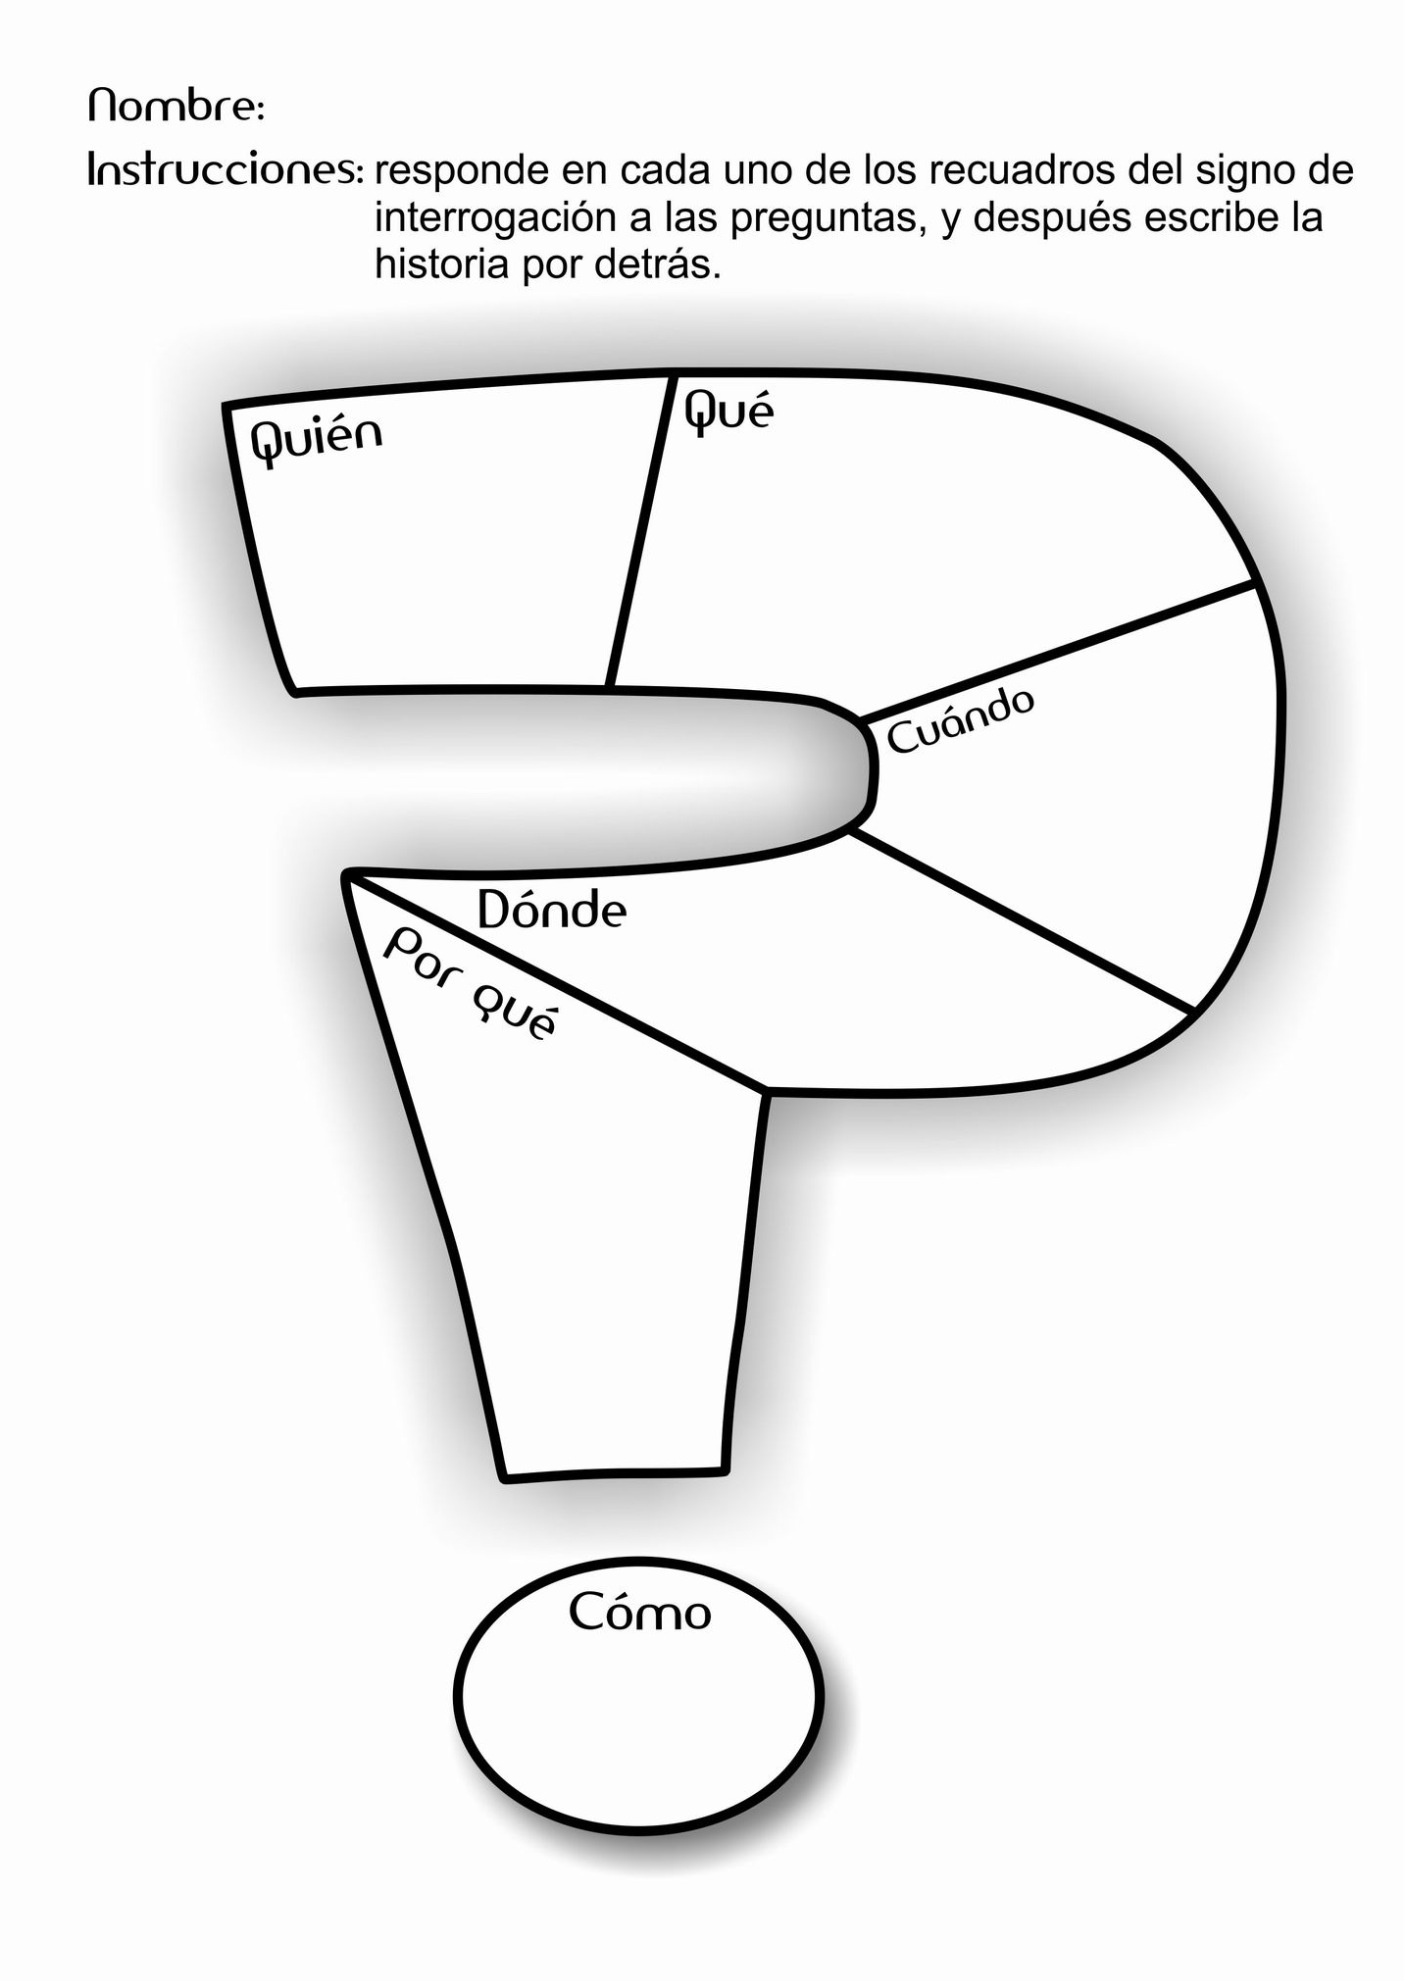 Nombre:
Instrucciones: responde en cada uno de los recuadros del signo de
interrogación a las preguntas, y después escribe la
historia por detrás.
Quién
Qué
Cuándo
Dónde
Por qué
Cómo